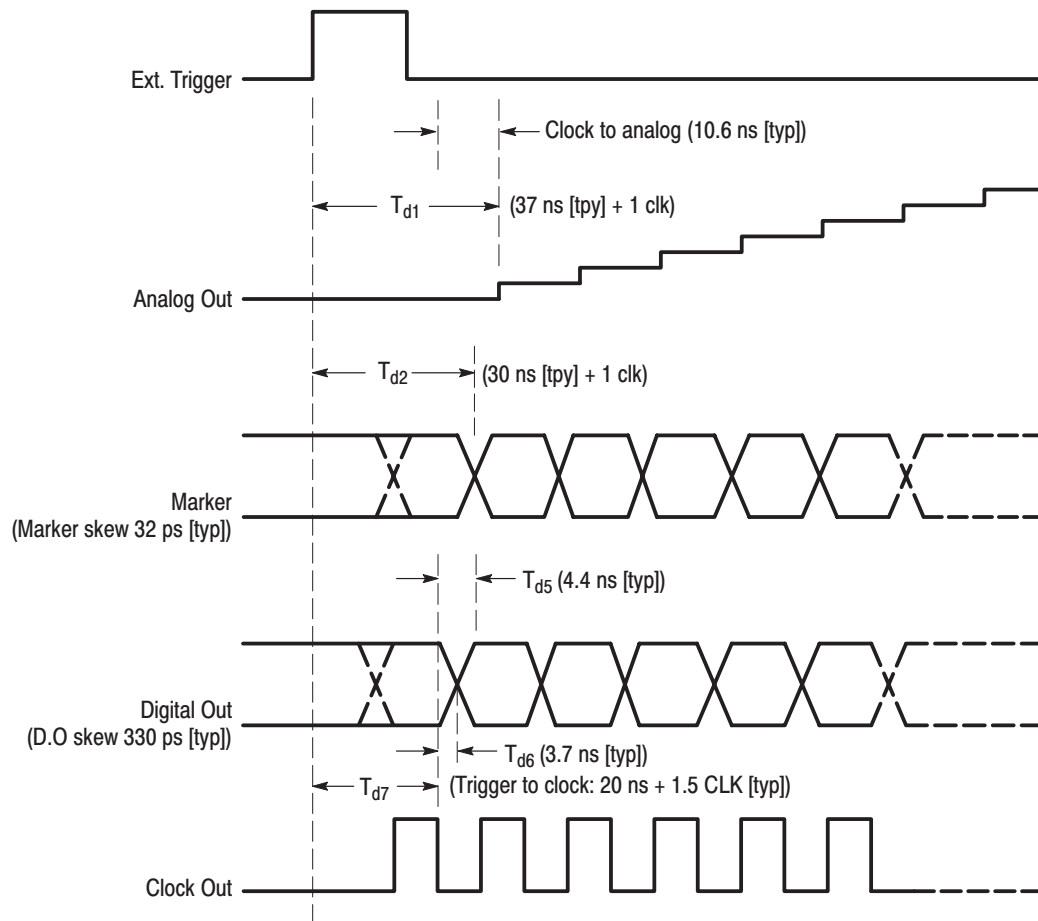 Ext. Trigger
Clock to analog (10.6 ns [typ])
Td1
(37 ns [tpy] + 1 clk)
Analog Out
Td2
(30 ns [tpy] + 1 clk)
Marker
(Marker skew 32 ps [typ])
Td5 (4.4 ns [typ])
Digital Out
(D.O skew 330 ps [typ])
Td6 (3.7 ns [typ])
Td7
(Trigger to clock: 20 ns + 1.5 CLK [typ])
Clock Out